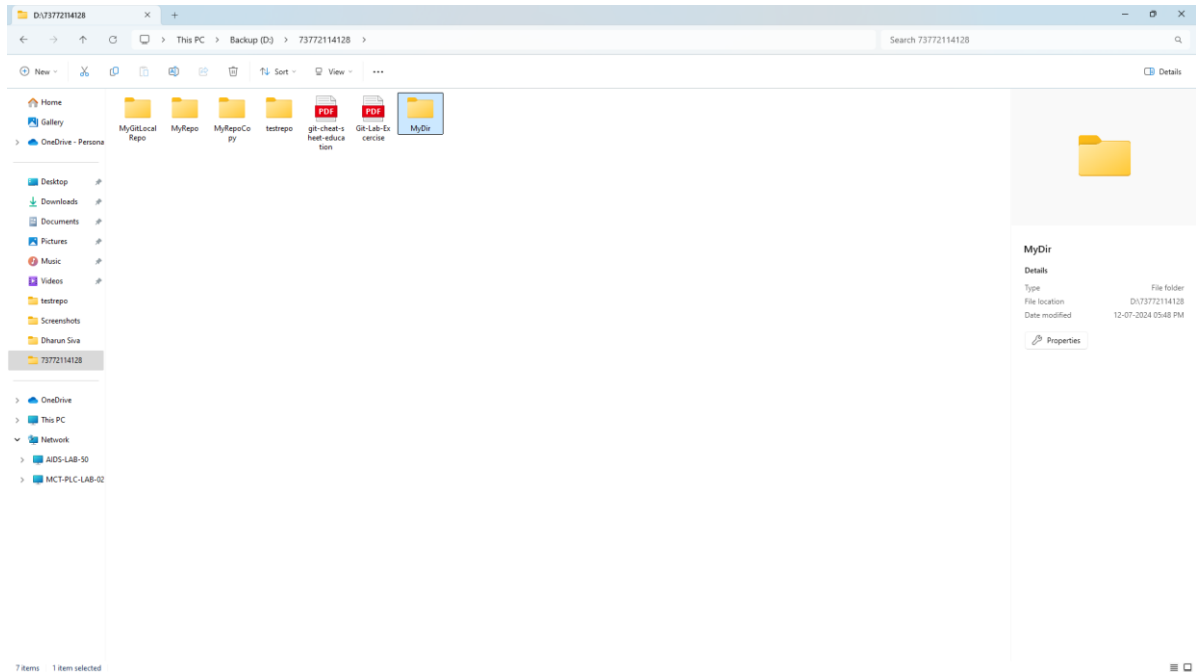 D:\73772114128
This PC > Backup (D:) > 73772114128 >
Search 73772114128
New
Sort
View
Details
Home
Gallery
OneDrive - Persona
Desktop
Downloads
Documents
Pictures
Music
Videos
testrepo
Screenshots
Dharun Siva
73772114128
OneDrive
This PC
Network
AIDS-LAB-50
MCT-PLC-LAB-02
MyGitLocal
Repo
MyRepo
MyRepoCo
py
testrepo
PDF
git-cheat-s
heet-educa
tion
PDF
Git-Lab-Ex
cercise
MyDir
MyDir
Details
Type File folder
File location D:\73772114128
Date modified 12-07-2024 05:48 PM
Properties
7 items 1 item selected